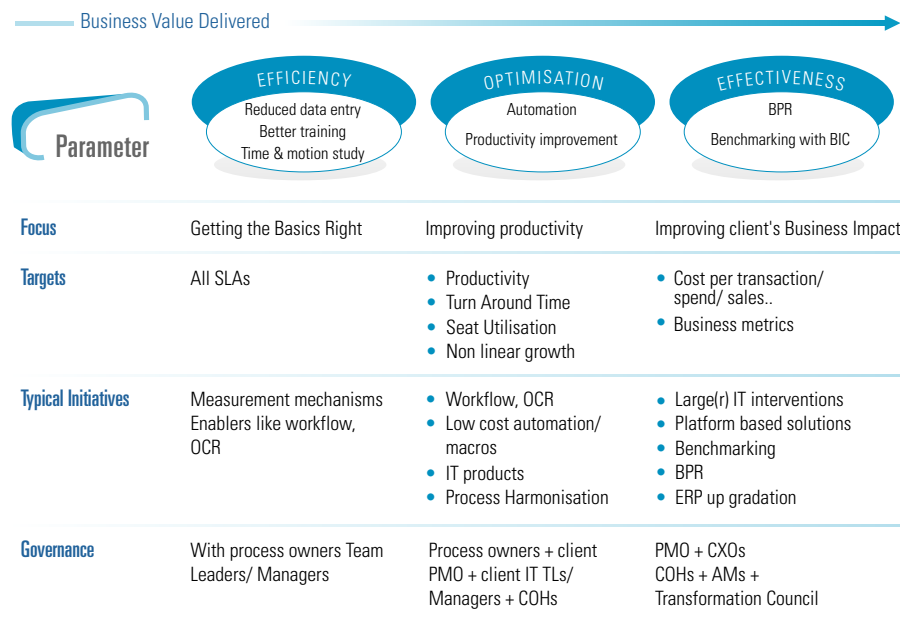 Business Value Delivered
EFFICIENCY
Reduced data entry
Better training
Time & motion study
OPTIMISATION
Automation
Productivity improvement
EFFECTIVENESS
BPR
Benchmarking with BIC
Parameter
Focus
Getting the Basics Right
Improving productivity
Improving client's Business Impact
Targets
All SLAs
• Productivity
• Turn Around Time
• Seat Utilisation
• Non linear growth
• Cost per transaction/
spend/ sales..
• Business metrics
Typical Initiatives
Measurement mechanisms
Enablers like workflow,
OCR
• Workflow, OCR
• Low cost automation/
macros
• IT products
• Process Harmonisation
• Large(r) IT interventions
• Platform based solutions
• Benchmarking
• BPR
• ERP up gradation
Governance
With process owners Team
Leaders/ Managers
Process owners + client
PMO + client IT TLs/
Managers + COHs
PMO + CXOs
COHs + AMs +
Transformation Council